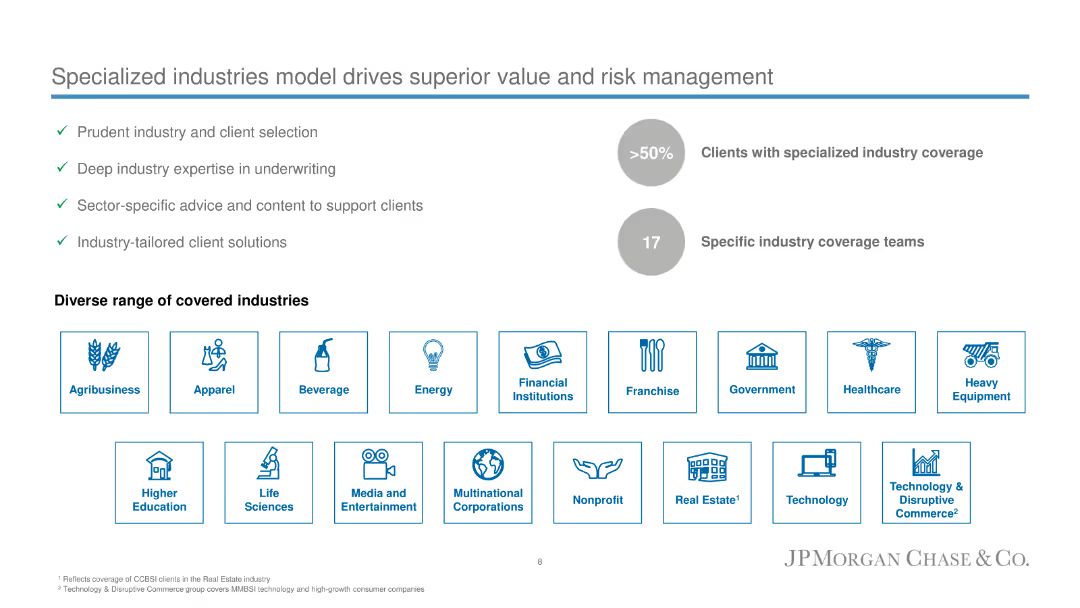 Specialized industries model drives superior value and risk management
✓ Prudent industry and client selection
✓ Deep industry expertise in underwriting
✓ Sector-specific advice and content to support clients
✓ Industry-tailored client solutions
>50% Clients with specialized industry coverage
17 Specific industry coverage teams
Diverse range of covered industries
Agribusiness
Apparel
Beverage
Energy
Financial
Institutions
Franchise
Government
Healthcare
Heavy
Equipment
Higher
Education
Life
Sciences
Media and
Entertainment
Multinational
Corporations
Nonprofit
Real Estate¹
Technology
Technology &
Disruptive
Commerce²
8
JPMORGAN CHASE & CO.
¹ Reflects coverage of CCBSI clients in the Real Estate industry
² Technology & Disruptive Commerce group covers MMBSI technology and high-growth consumer companies